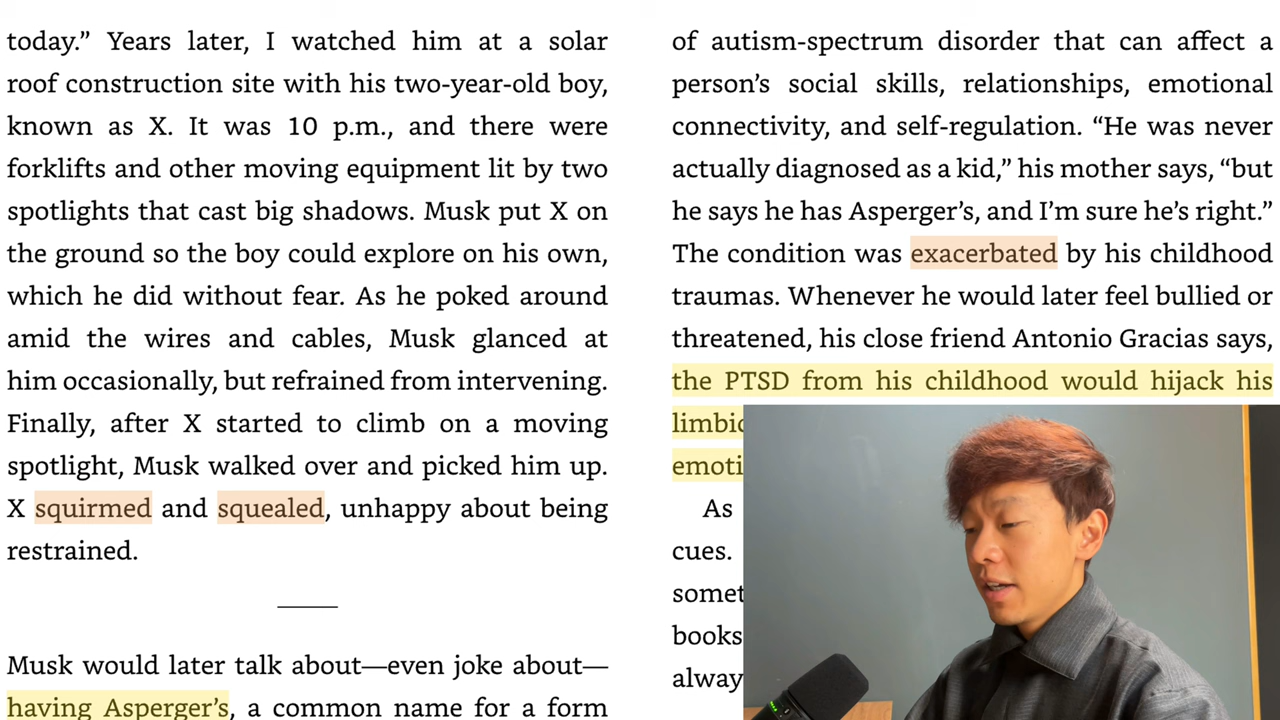 today.” Years later, I watched him at a solar
roof construction site with his two-year-old boy,
known as X. It was 10 p.m., and there were
forklifts and other moving equipment lit by two
spotlights that cast big shadows. Musk put X on
the ground so the boy could explore on his own,
which he did without fear. As he poked around
amid the wires and cables, Musk glanced at
him occasionally, but refrained from intervening.
Finally, after X started to climb on a moving
spotlight, Musk walked over and picked him up.
X squirmed and squealed, unhappy about being
restrained.
Musk would later talk about—even joke about—
having Asperger’s, a common name for a form
of autism-spectrum disorder that can affect a
person’s social skills, relationships, emotional
connectivity, and self-regulation. “He was never
actually diagnosed as a kid,” his mother says, “but
he says he has Asperger’s, and I’m sure he’s right.”
The condition was exacerbated by his childhood
traumas. Whenever he would later feel bullied or
threatened, his close friend Antonio Gracias says,
the PTSD from his childhood would hijack his
limbic
emoti
As
cues.
somet
books
alway